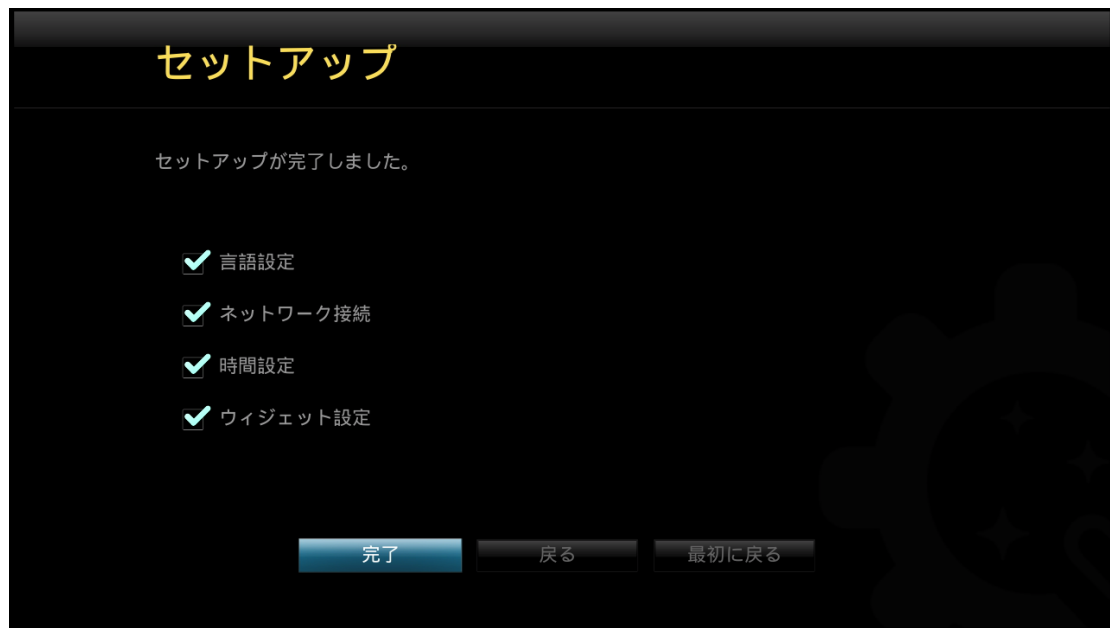 セットアップ
セットアップが完了しました。
言語設定
ネットワーク接続
時間設定
ウィジェット設定
完了 戻る 最初に戻る